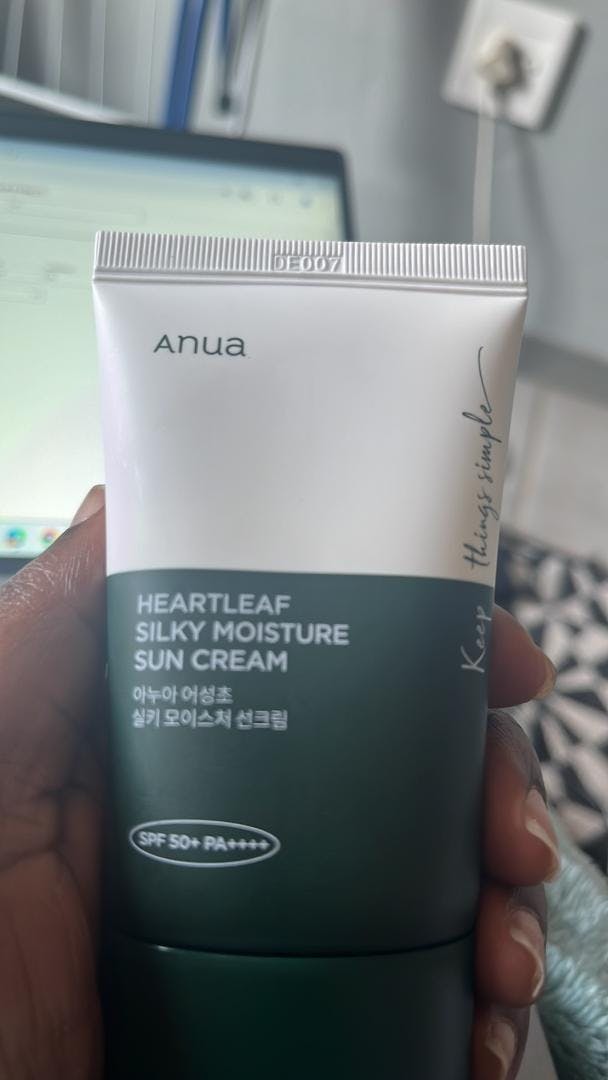 DE007
Anua
Keep things simple
HEARTLEAF
SILKY MOISTURE
SUN CREAM
아누아 어성초
실키 모이스처 선크림
SPF 50+ PA++++